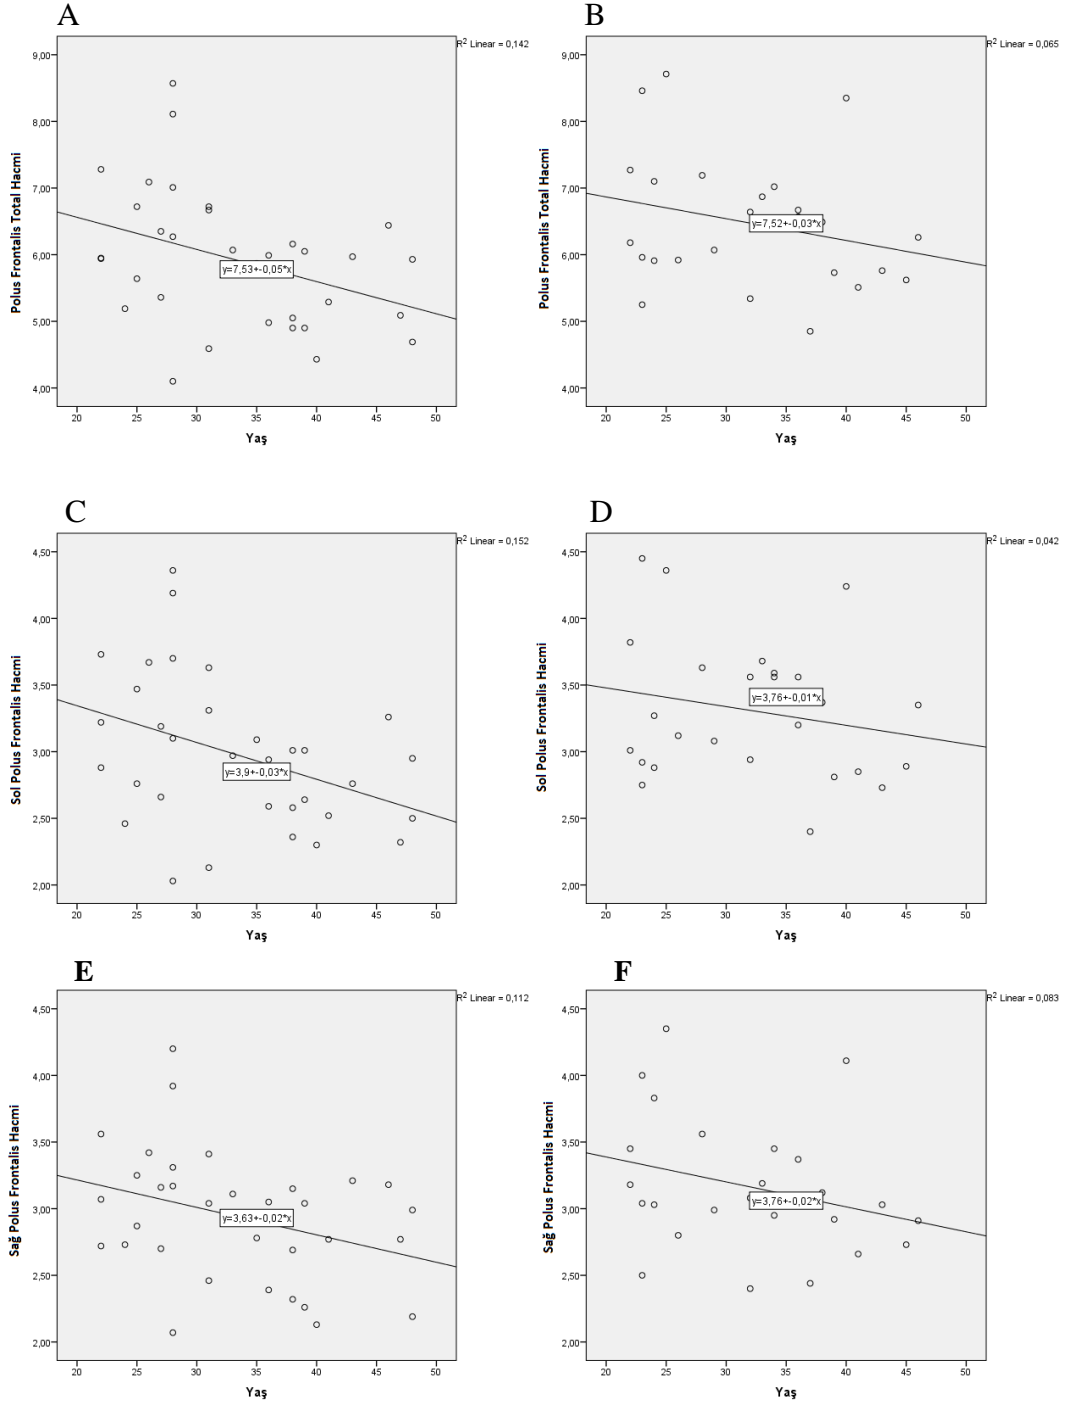 A
R2 Linear = 0,142
Polus Frontalis Total Hacmi
9,00
8,00
7,00
6,00
5,00
4,00
y=7,53+-0,05*x
20 25 30 35 40 45 50
Yaş
B
R2 Linear = 0,065
Polus Frontalis Total Hacmi
9,00
8,00
7,00
6,00
5,00
4,00
y=7,52+-0,03*x
20 25 30 35 40 45 50
Yaş
C
R2 Linear = 0,152
Sol Polus Frontalis Hacmi
4,50
4,00
3,50
3,00
2,50
2,00
y=3,9+-0,03*x
20 25 30 35 40 45 50
Yaş
D
R2 Linear = 0,042
Sol Polus Frontalis Hacmi
4,50
4,00
3,50
3,00
2,50
2,00
y=3,76+-0,01*x
20 25 30 35 40 45 50
Yaş
E
R2 Linear = 0,112
Sağ Polus Frontalis Hacmi
4,50
4,00
3,50
3,00
2,50
2,00
y=3,63+-0,02*x
20 25 30 35 40 45 50
Yaş
F
R2 Linear = 0,083
Sağ Polus Frontalis Hacmi
4,50
4,00
3,50
3,00
2,50
2,00
y=3,76+-0,02*x
20 25 30 35 40 45 50
Yaş